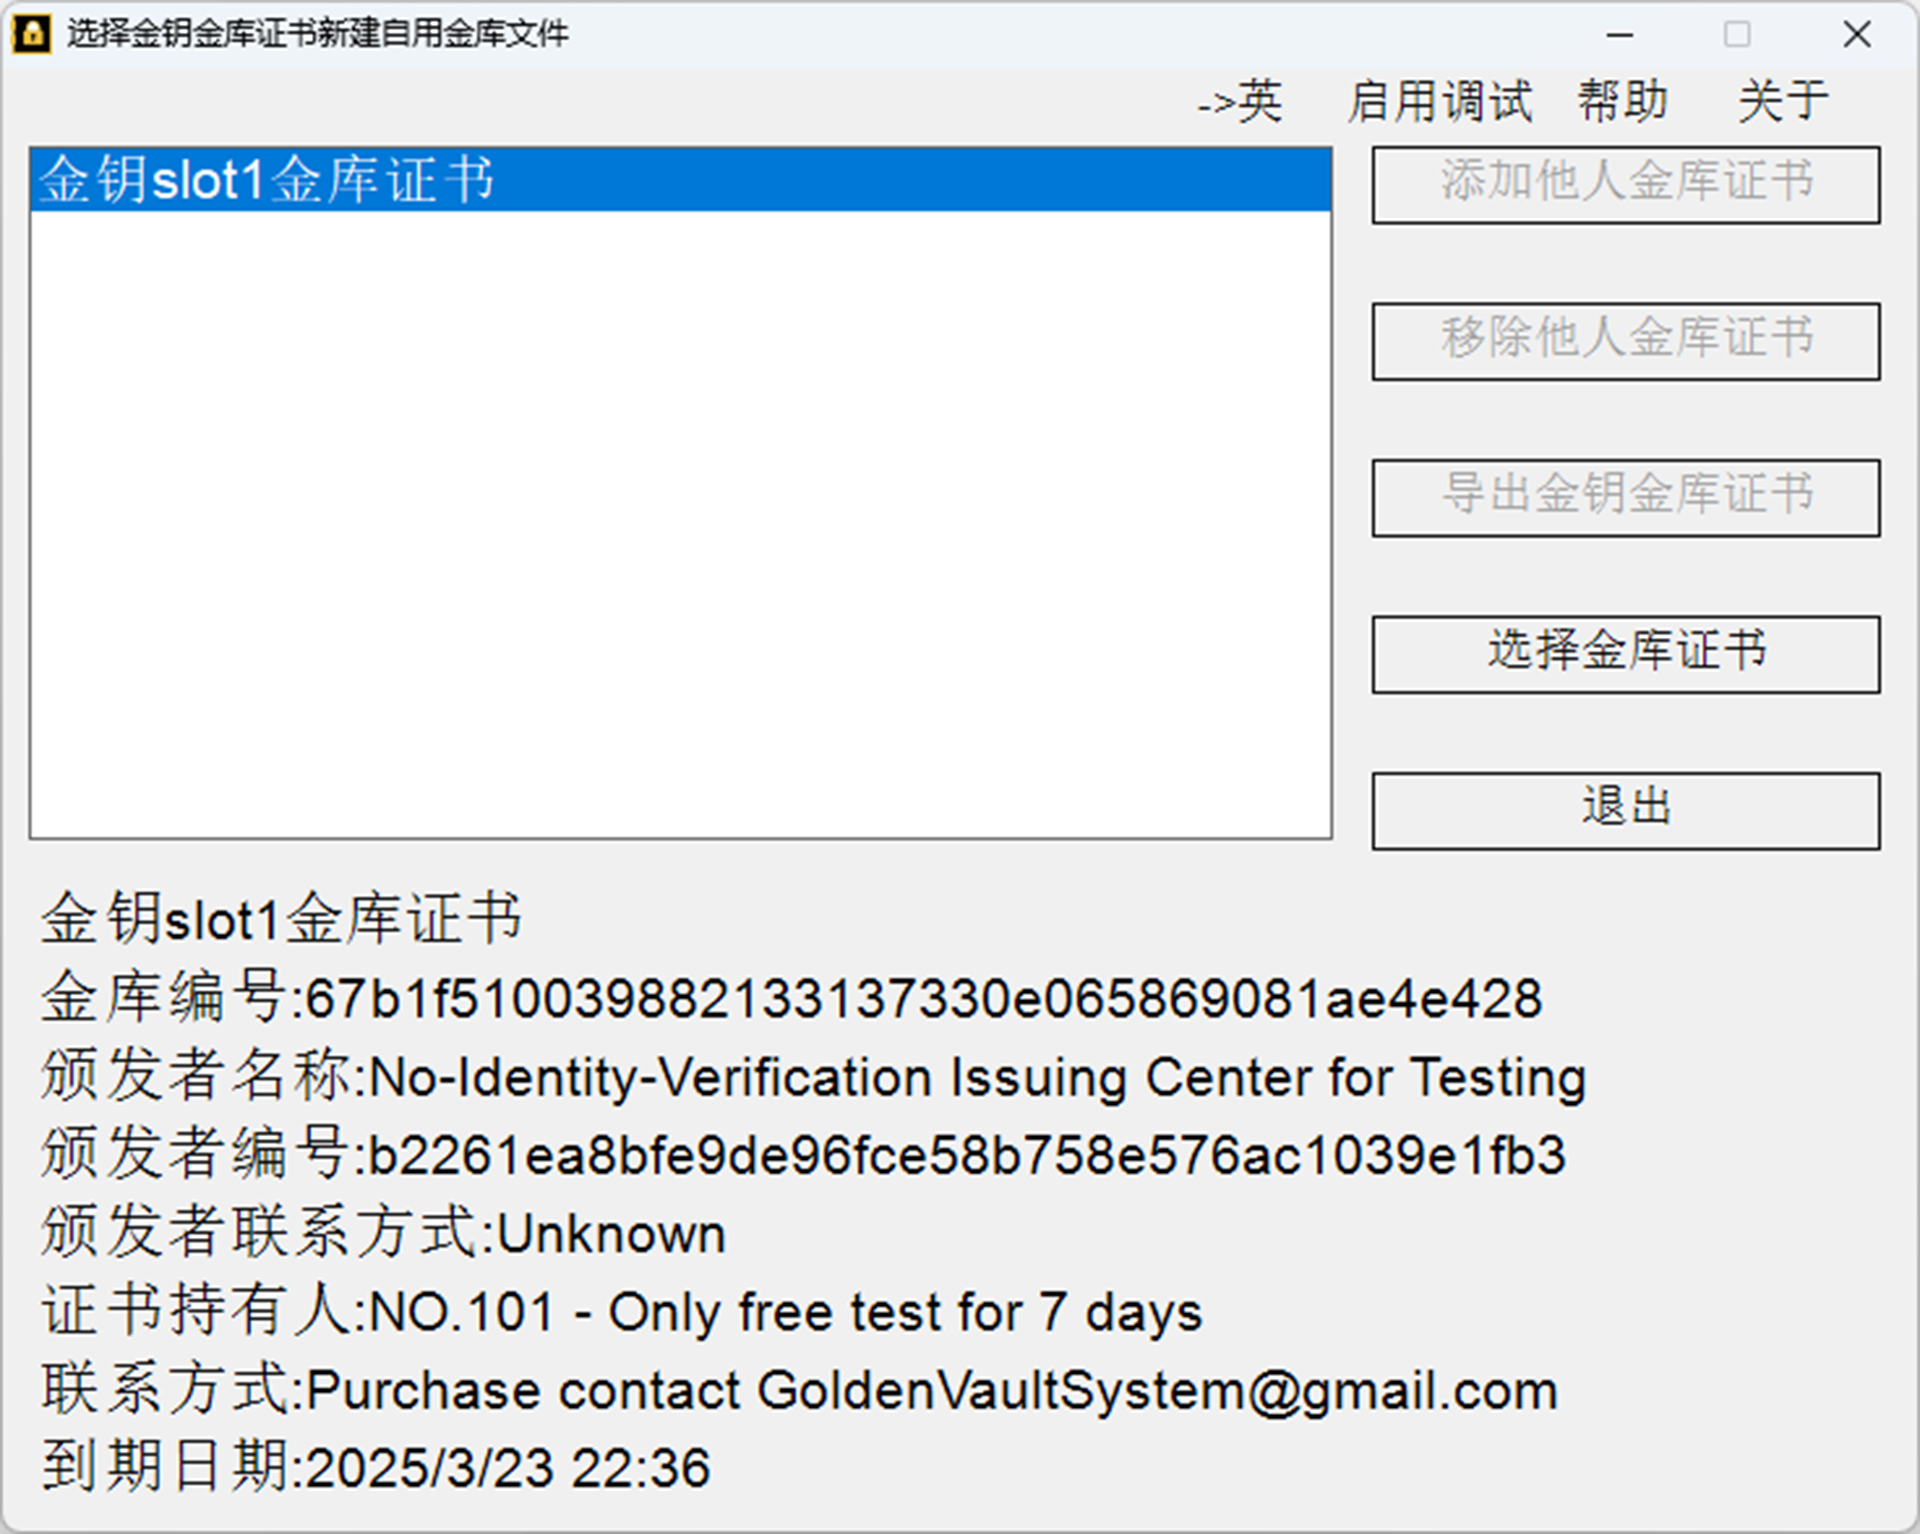 选择金钥金库证书新建自用金库文件
->英 启用调试 帮助 关于
金钥slot1金库证书
添加他人金库证书
移除他人金库证书
导出金钥金库证书
选择金库证书
退出
金钥slot1金库证书
金库编号:67b1f510039882133137330e065869081ae4e428
颁发者名称:No-Identity-Verification Issuing Center for Testing
颁发者编号:b2261ea8bfe9de96fce58b758e576ac1039e1fb3
颁发者联系方式:Unknown
证书持有人:NO.101 - Only free test for 7 days
联系方式:Purchase contact GoldenVaultSystem@gmail.com
到期日期:2025/3/23 22:36